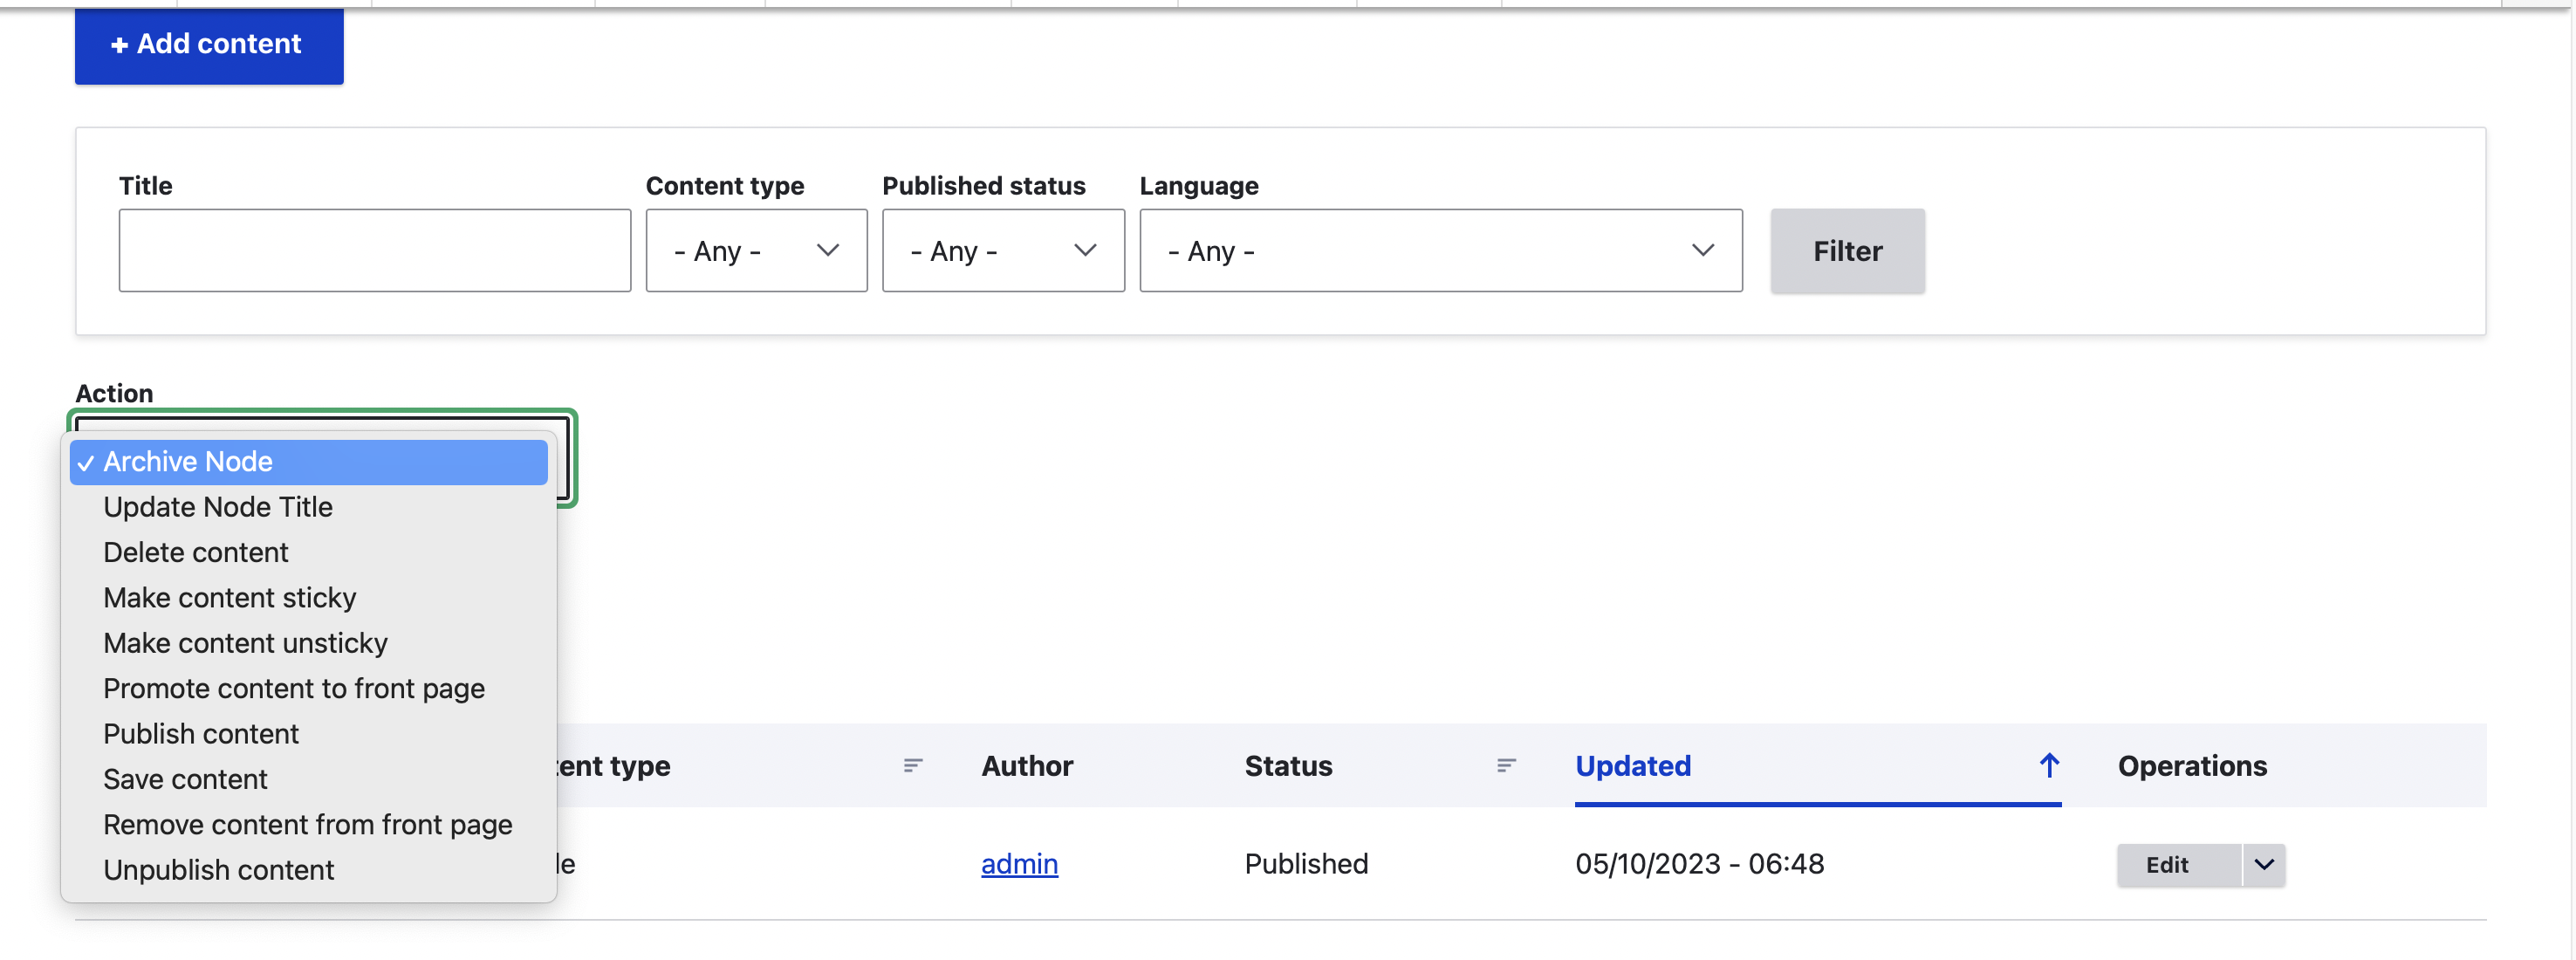 + Add content
Title Content type Published status Language
- Any - - Any - - Any - Filter
Action
✓ Archive Node
Update Node Title
Delete content
Make content sticky
Make content unsticky
Promote content to front page
Publish content
Save content
Remove content from front page
Unpublish content
tent type Author Status Updated Operations
le admin Published 05/10/2023 - 06:48 Edit